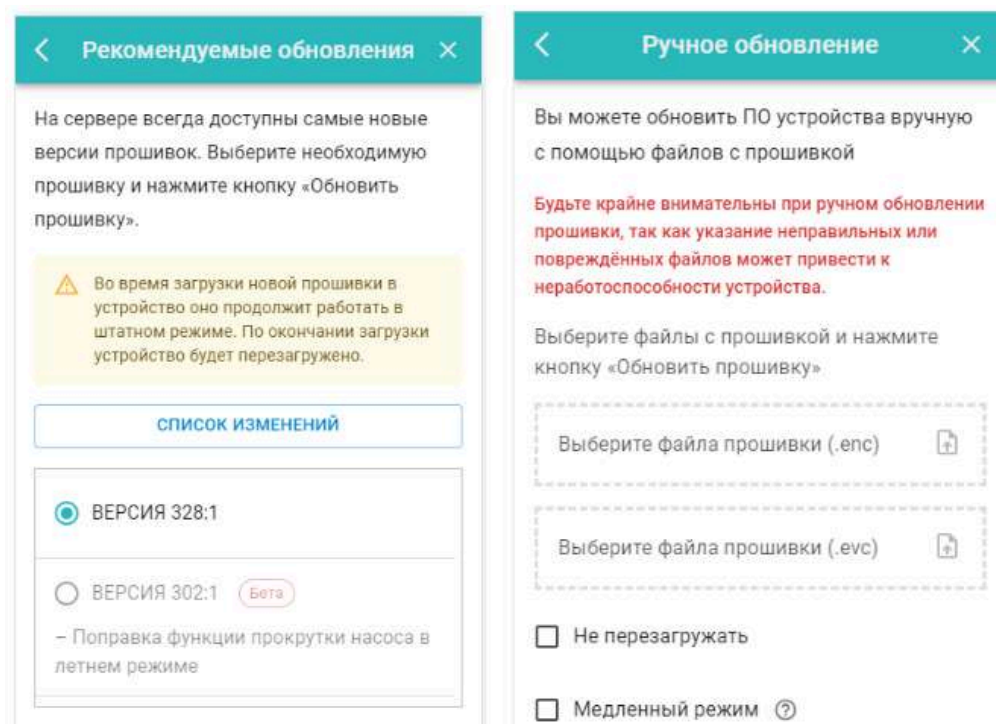 Рекомендуемые обновления
На сервере всегда доступны самые новые
версии прошивок. Выберите необходимую
прошивку и нажмите кнопку «Обновить
прошивку».
Во время загрузки новой прошивки в
устройство оно продолжит работать в
штатном режиме. По окончании загрузки
устройство будет перезагружено.
СПИСОК ИЗМЕНЕНИЙ
ВЕРСИЯ 328:1
ВЕРСИЯ 302:1 Бета
– Поправка функции прокрутки насоса в
летнем режиме
Ручное обновление
Вы можете обновить ПО устройства вручную
с помощью файлов с прошивкой
Будьте крайне внимательны при ручном обновлении
прошивки, так как указание неправильных или
повреждённых файлов может привести к
неработоспособности устройства.
Выберите файлы с прошивкой и нажмите
кнопку «Обновить прошивку»
Выберите файла прошивки (.enc)
Выберите файла прошивки (.evc)
Не перезагружать
Медленный режим ?